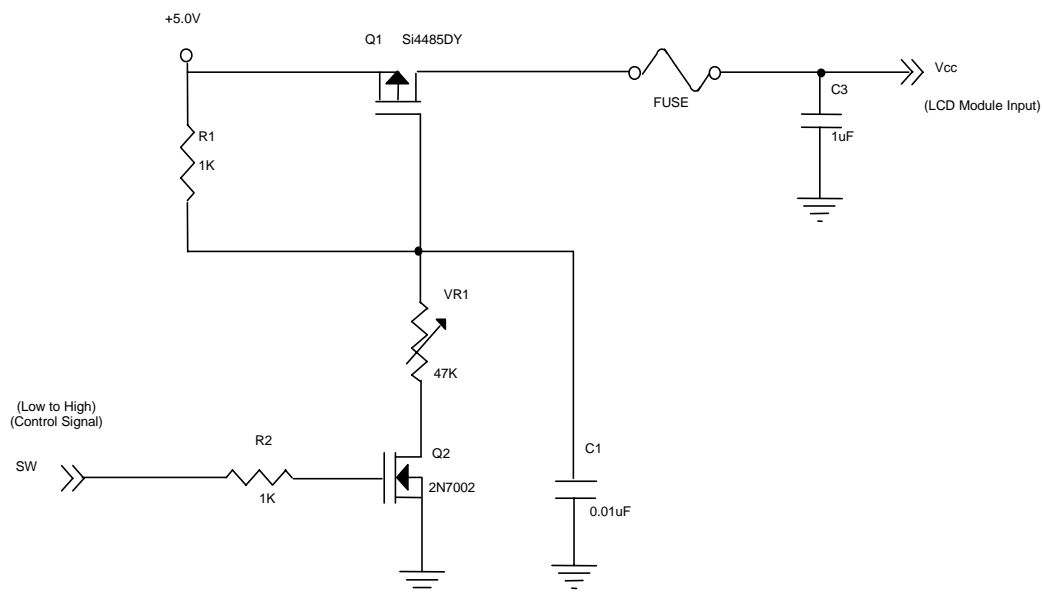 +5.0V
Q1 Si4485DY
Vcc
C3
FUSE
(LCD Module Input)
R1
1uF
1K
VR1
47K
(Low to High)
(Control Signal)
R2
Q2
C1
SW
2N7002
1K
0.01uF